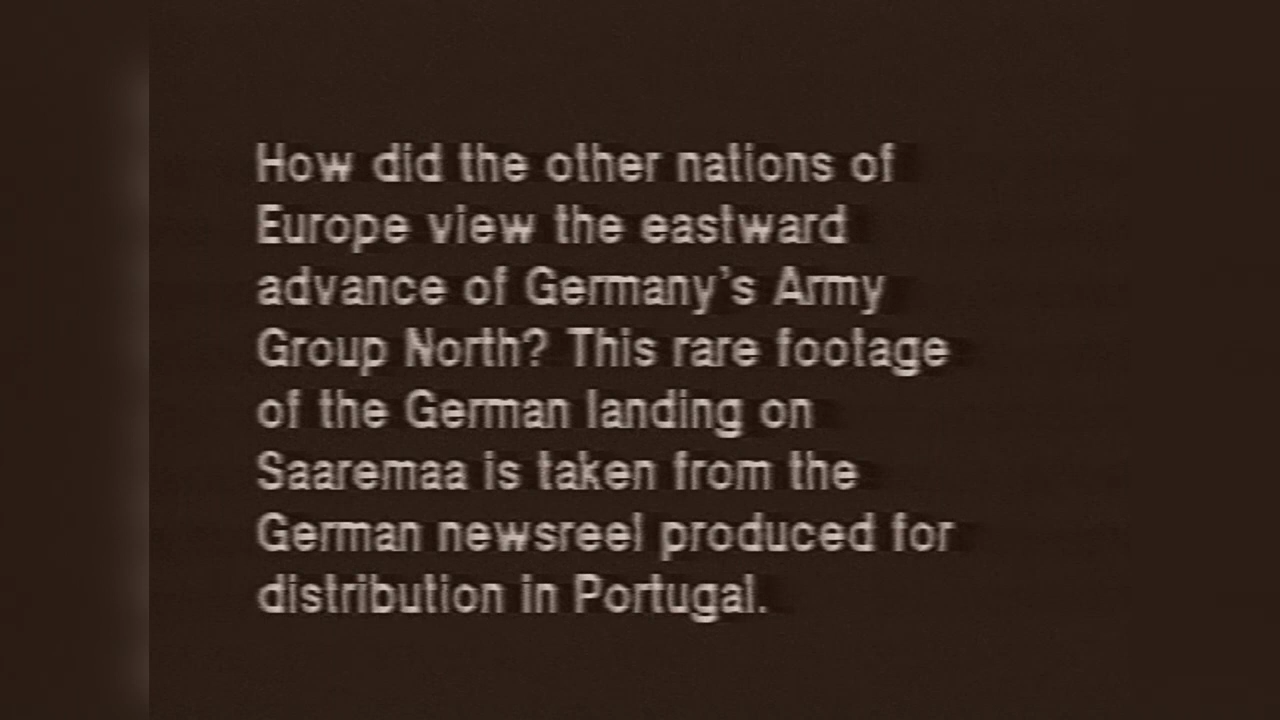 How did the other nations of
Europe view the eastward
advance of Germany's Army
Group North? This rare footage
of the German landing on
Saaremaa is taken from the
German newsreel produced for
distribution in Portugal.